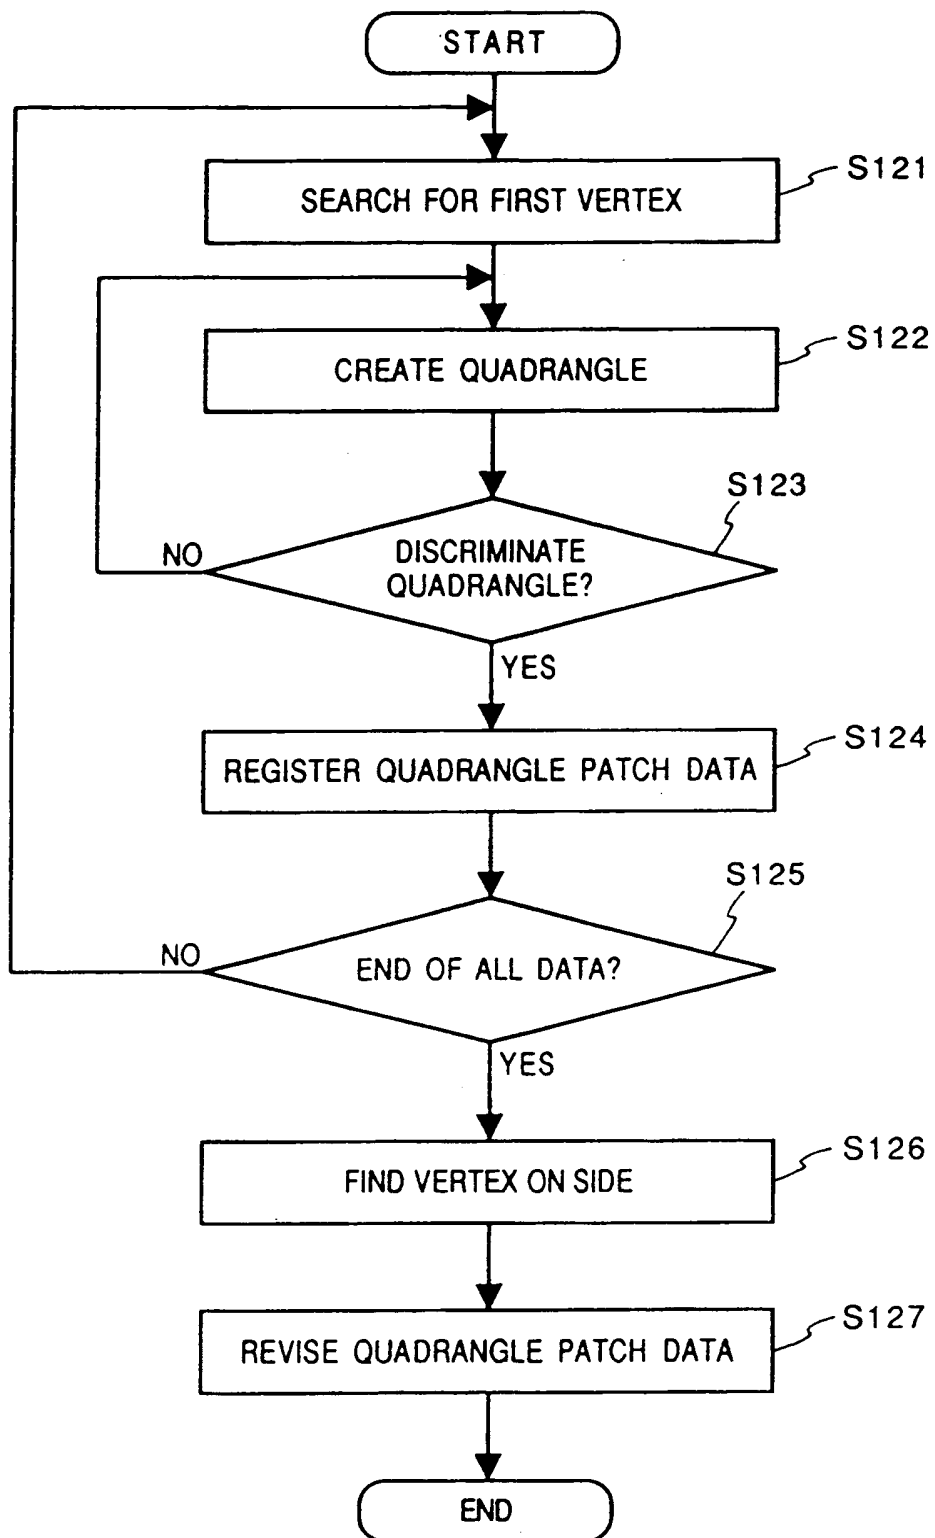 START
S121
SEARCH FOR FIRST VERTEX
S122
CREATE QUADRANGLE
S123
NO
DISCRIMINATE
QUADRANGLE?
YES
S124
REGISTER QUADRANGLE PATCH DATA
S125
NO
END OF ALL DATA?
YES
S126
FIND VERTEX ON SIDE
S127
REVISE QUADRANGLE PATCH DATA
END